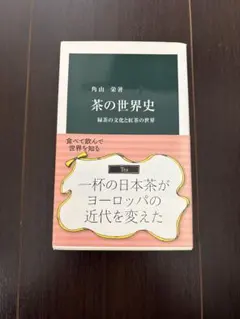 角山 栄著
茶の世界史
緑茶の文化と紅茶の世界
食べて飲んで
世界を知る
Tea
一杯の日本茶が
ヨーロッパの
近代を変えた